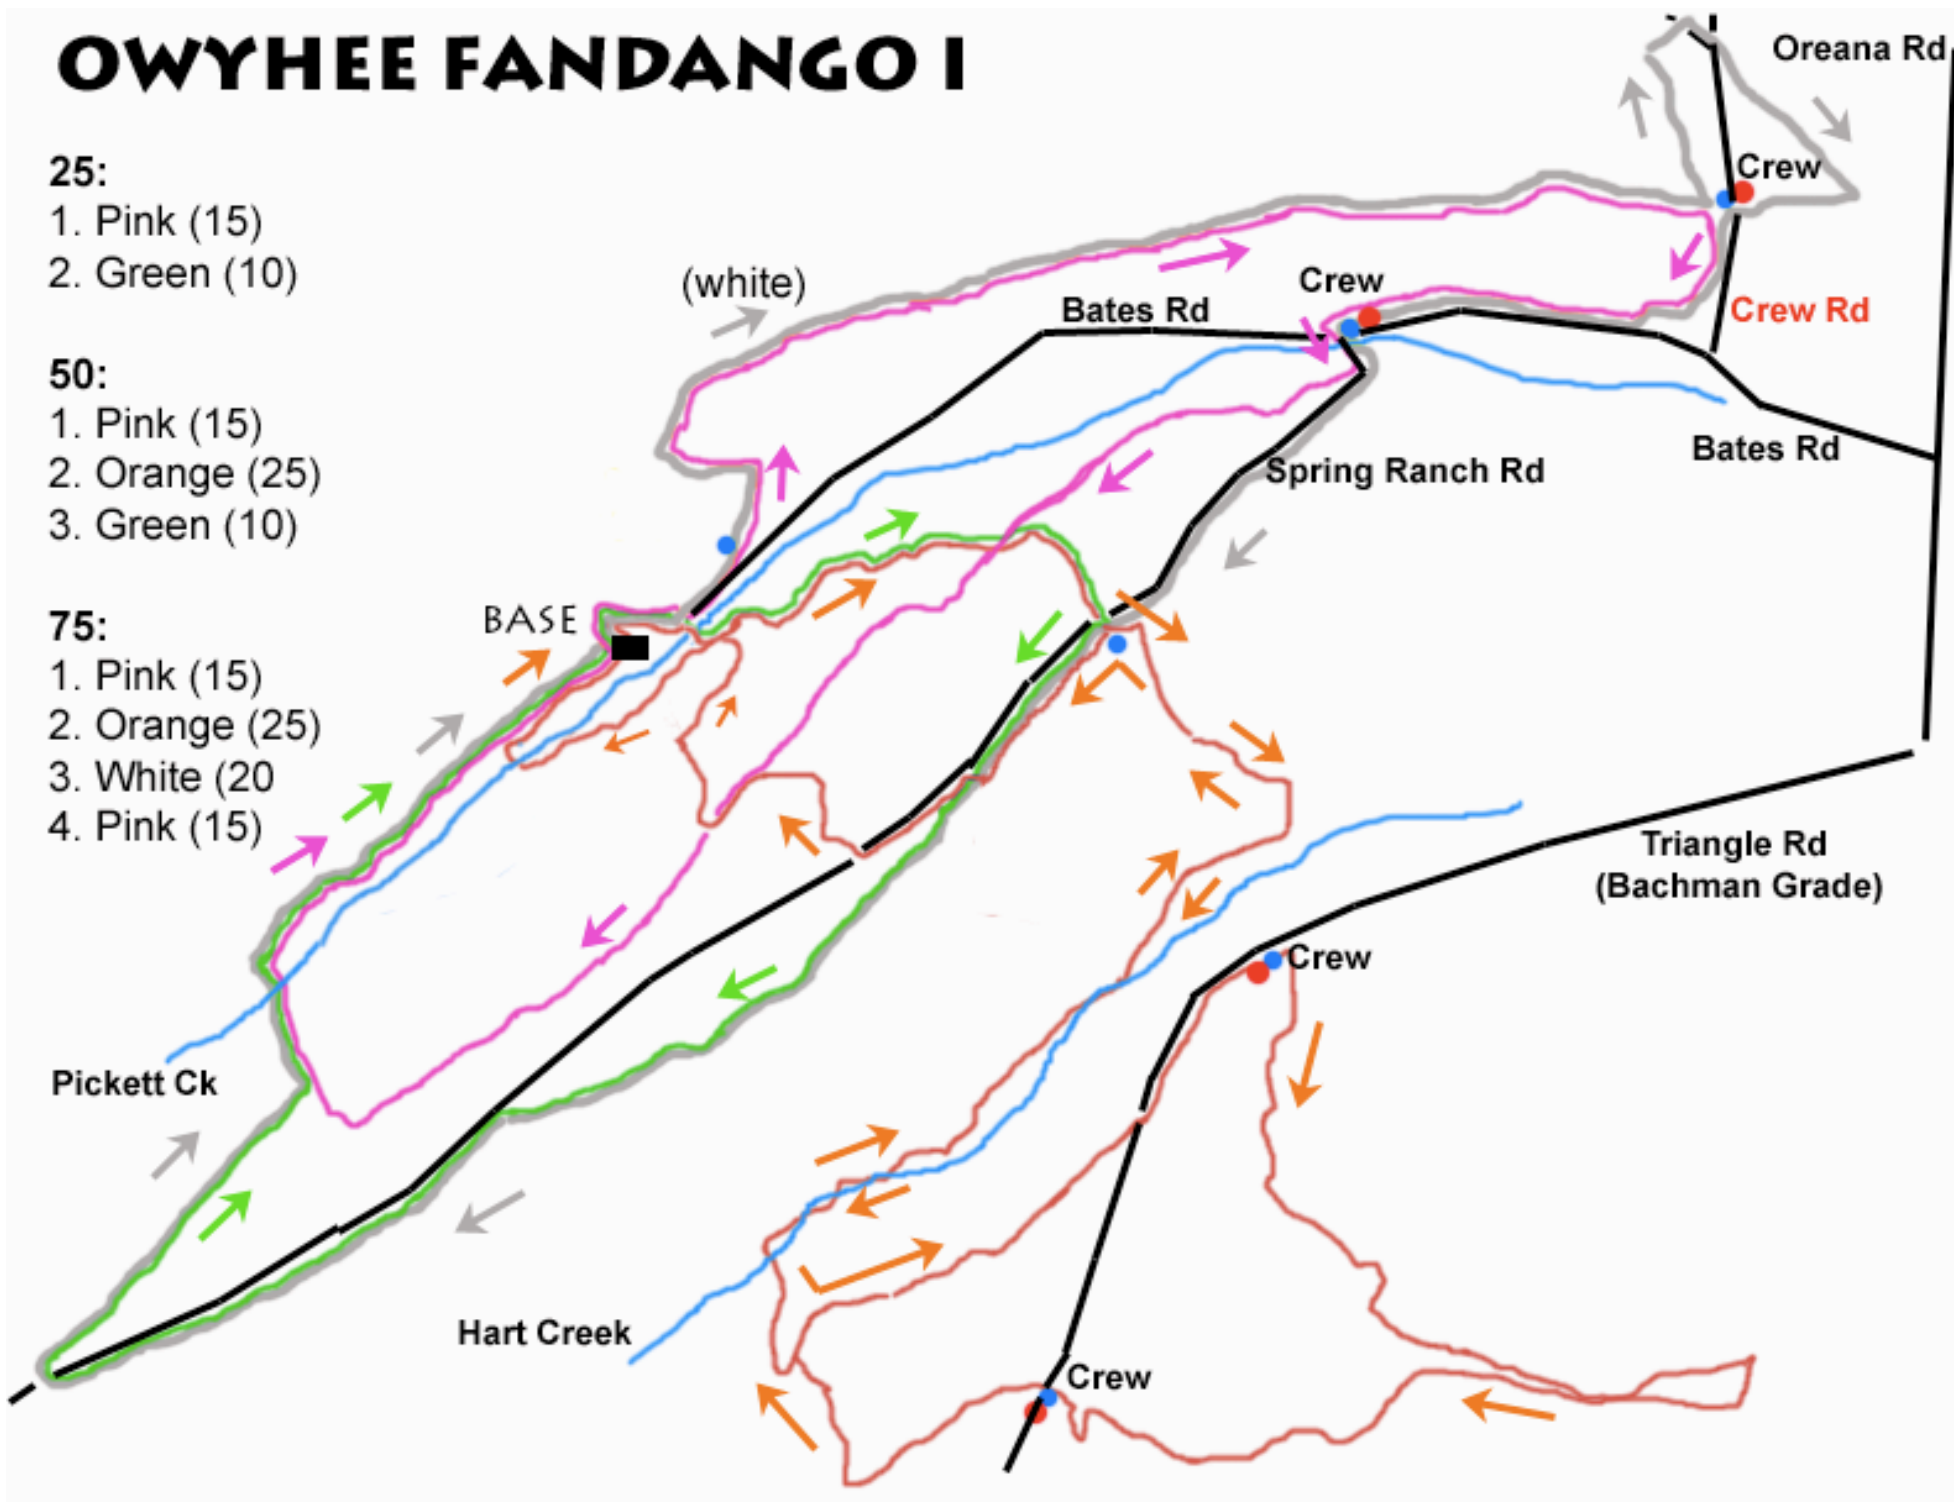 OWYHEE FANDANGO I
Oreana Rd
25:
1. Pink (15)
2. Green (10)
Crew
(white)
Crew
Bates Rd
Crew Rd
50:
1. Pink (15)
2. Orange (25)
3. Green (10)
Bates Rd
Spring Ranch Rd
BASE
75:
1. Pink (15)
2. Orange (25)
3. White (20
4. Pink (15)
Triangle Rd
(Bachman Grade)
Crew
Pickett Ck
Hart Creek
Crew